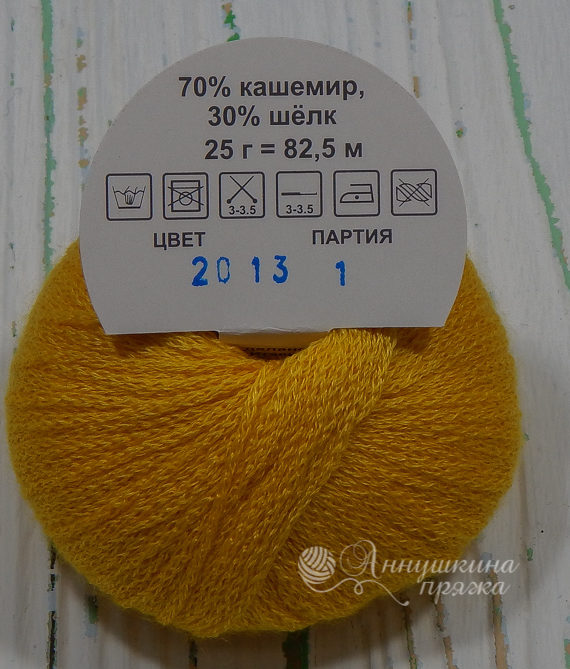 70% кашемир,
30% шёлк
25 г = 82,5 м
3-3.5 3-3.5
ЦВЕТ ПАРТИЯ
2013 1
Аннушкина
пряжа